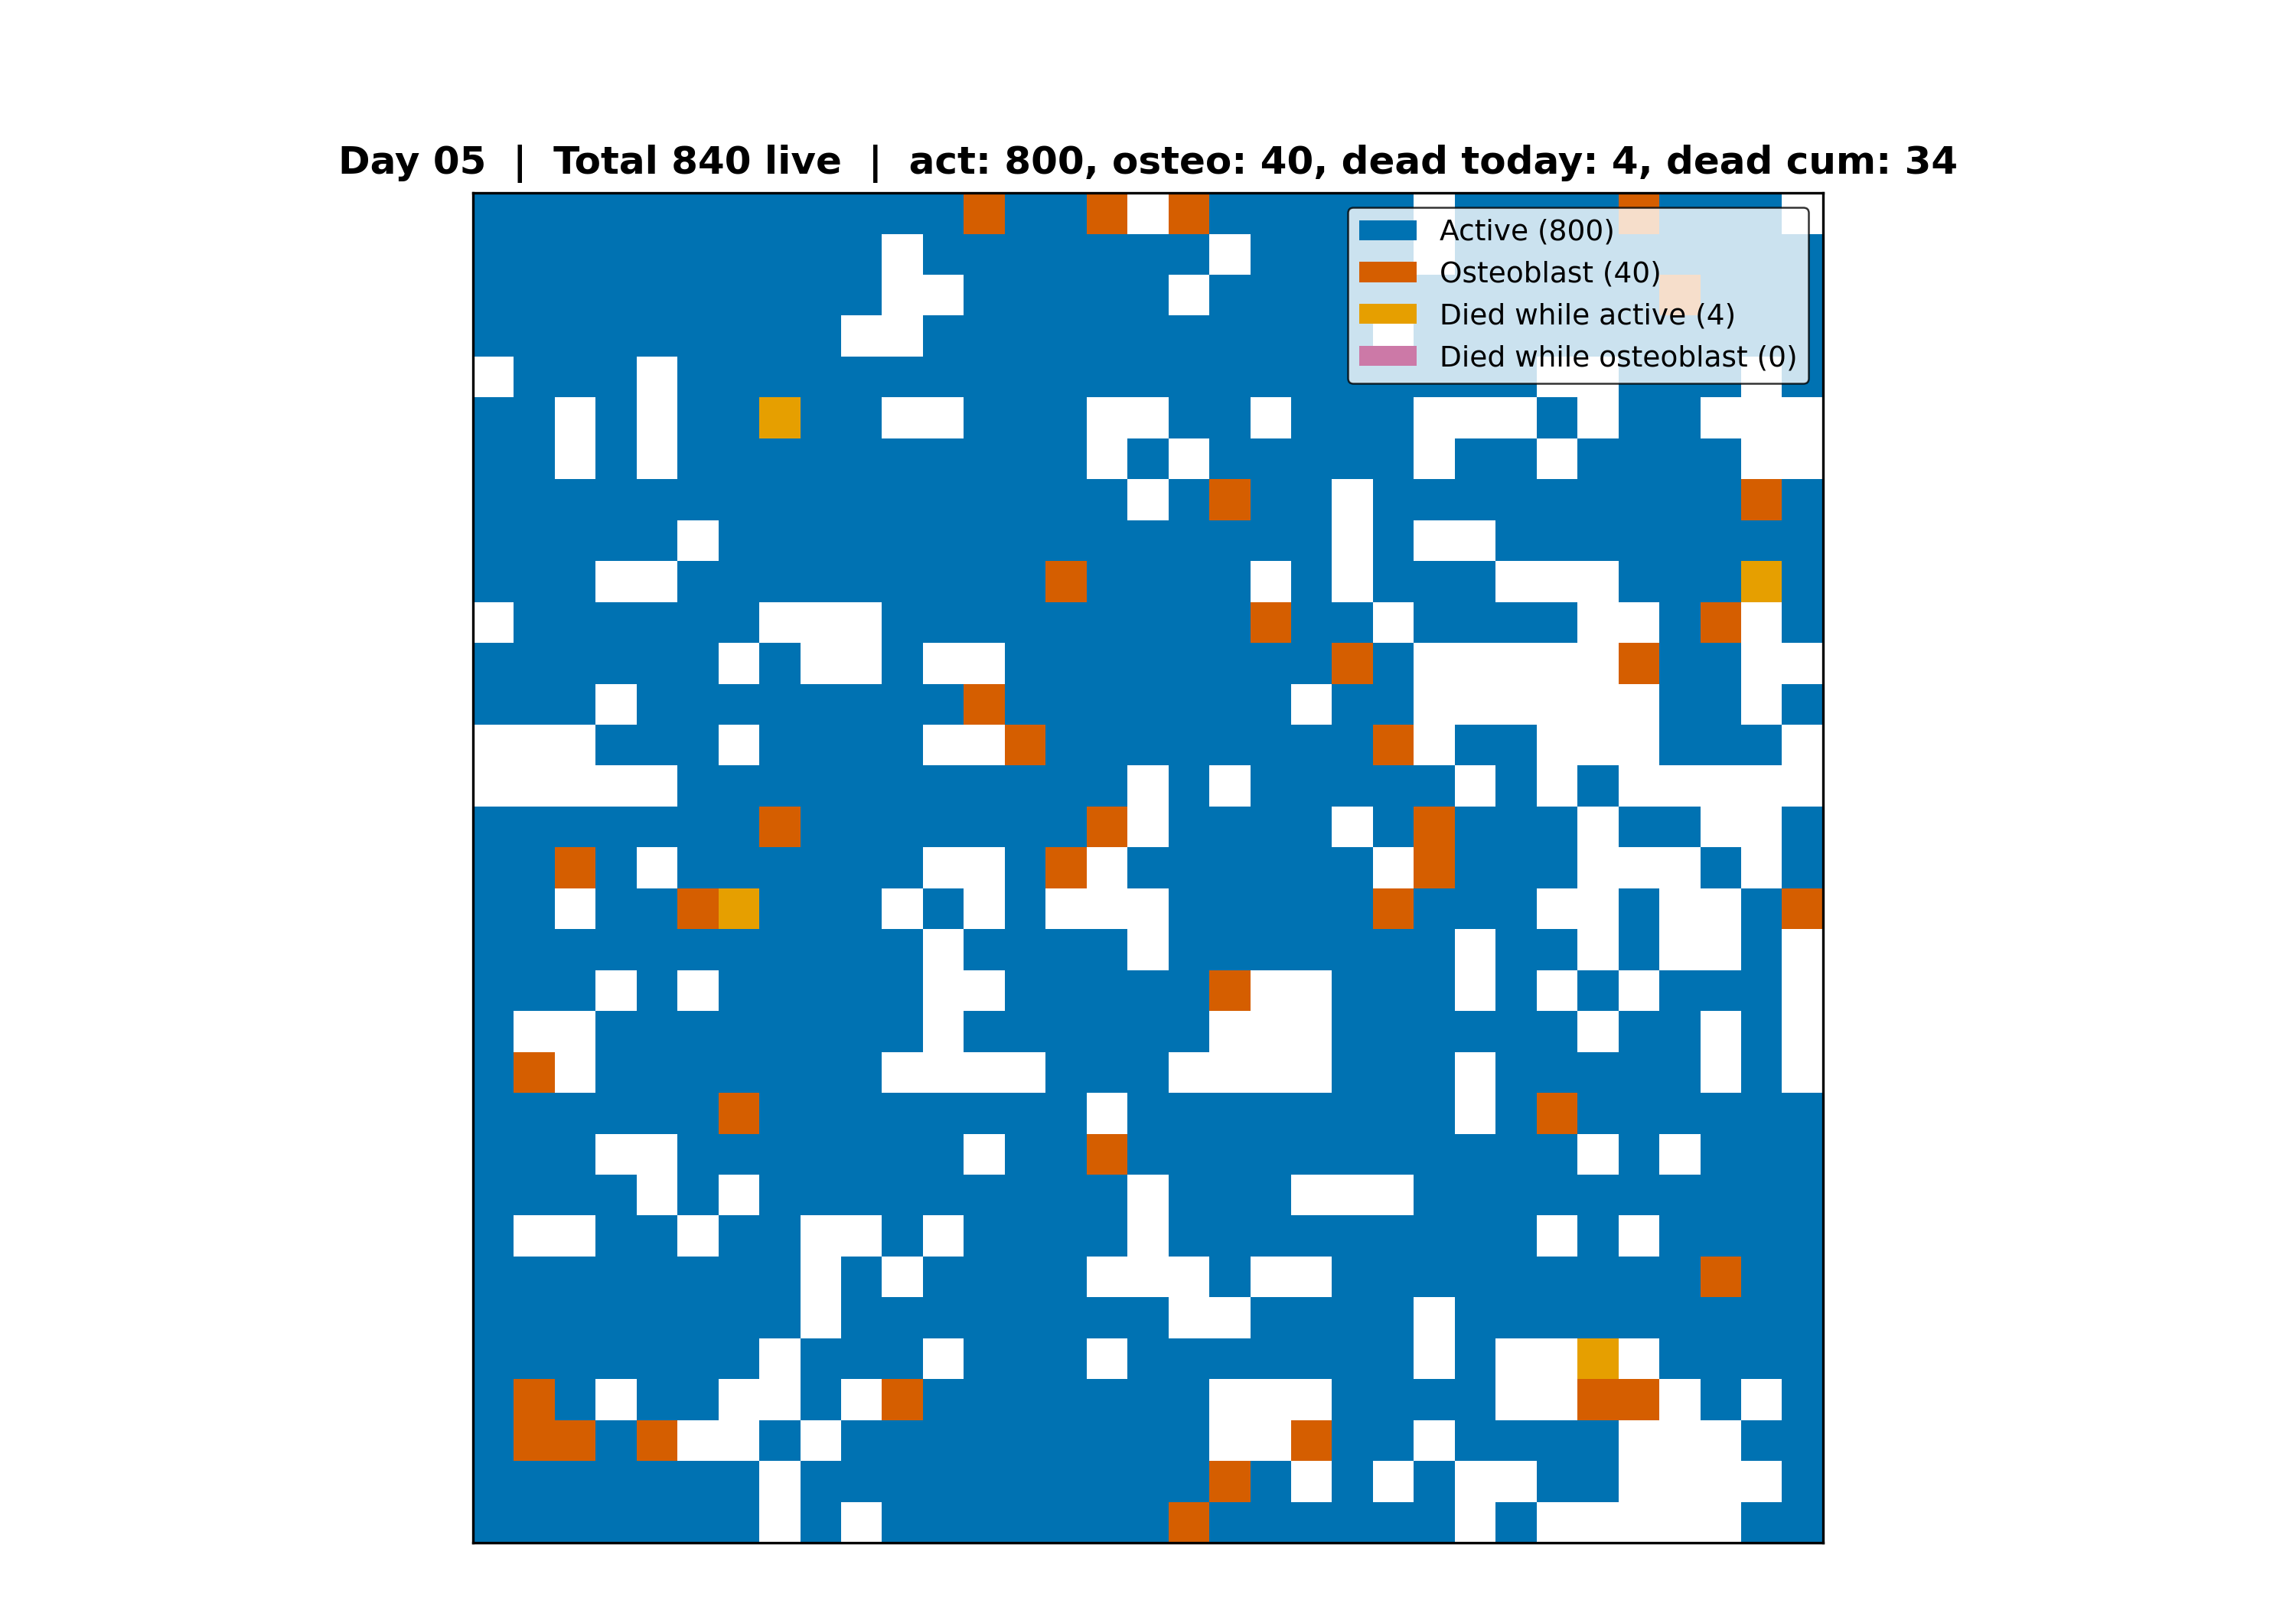 Day 05 | Total 840 live | act: 800, osteo: 40, dead today: 4, dead cum: 34
Active (800)
Osteoblast (40)
Died while active (4)
Died while osteoblast (0)